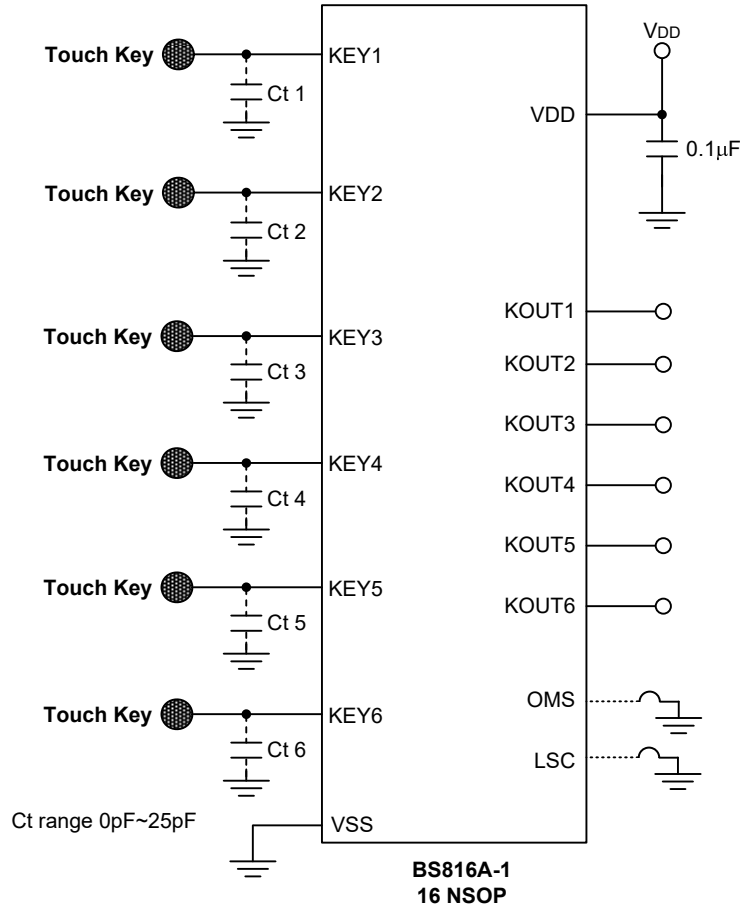 Touch Key
KEY1
Ct 1
Touch Key
KEY2
Ct 2
Touch Key
KEY3
Ct 3
Touch Key
KEY4
Ct 4
Touch Key
KEY5
Ct 5
Touch Key
KEY6
Ct 6
Ct range 0pF~25pF
VSS
VDD
VDD
0.1μF
KOUT1
KOUT2
KOUT3
KOUT4
KOUT5
KOUT6
OMS
LSC
BS816A-1
16 NSOP